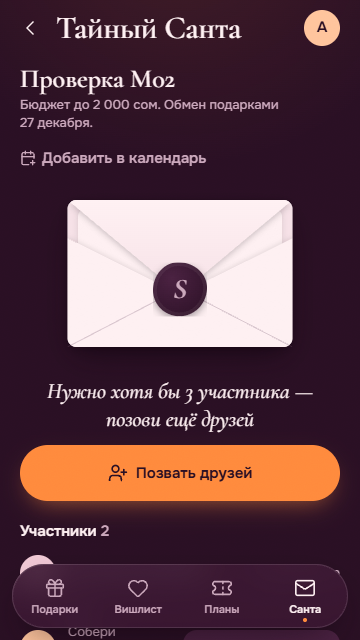 Тайный Санта
A
Проверка M02
Бюджет до 2 000 сом. Обмен подарками
27 декабря.
Добавить в календарь
S
Нужно хотя бы 3 участника —
позови ещё друзей
Позвать друзей
Участники 2
Подарки
Вишлист
Планы
Санта
Собери